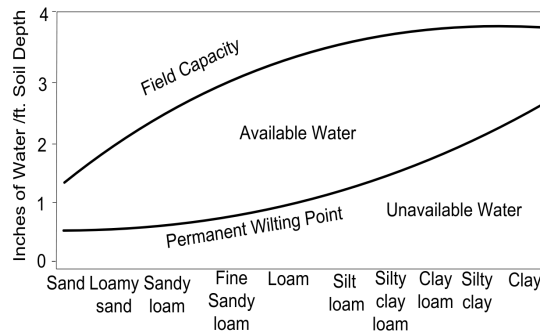 Inches of Water /ft. Soil Depth
4
3
2
1
0
Field Capacity
Available Water
Permanent Wilting Point
Unavailable Water
Sand
Loamy
sand
Sandy
loam
Fine
Sandy
loam
Loam
Silt
loam
Silty
clay
loam
Clay
loam
Silty
clay
Clay